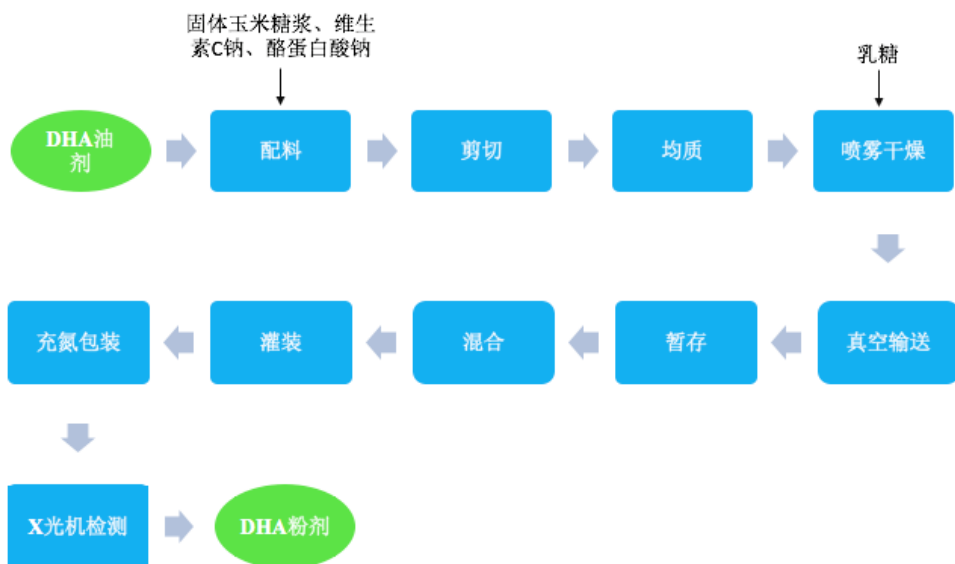 固体玉米糖浆、维生
素C钠、酪蛋白酸钠
乳糖
DHA油
剂
配料
剪切
均质
喷雾干燥
充氮包装
灌装
混合
暂存
真空输送
X光机检测
DHA粉剂